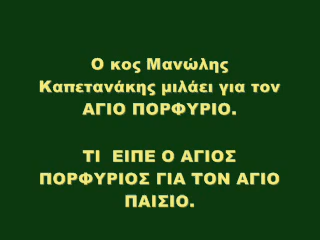 Ο κος Μανώλης
Καπετανάκης μιλάει για τον
ΑΓΙΟ ΠΟΡΦΥΡΙΟ.
ΤΙ  ΕΙΠΕ Ο ΑΓΙΟΣ
ΠΟΡΦΥΡΙΟΣ ΓΙΑ ΤΟΝ ΑΓΙΟ
ΠΑΙΣΙΟ.